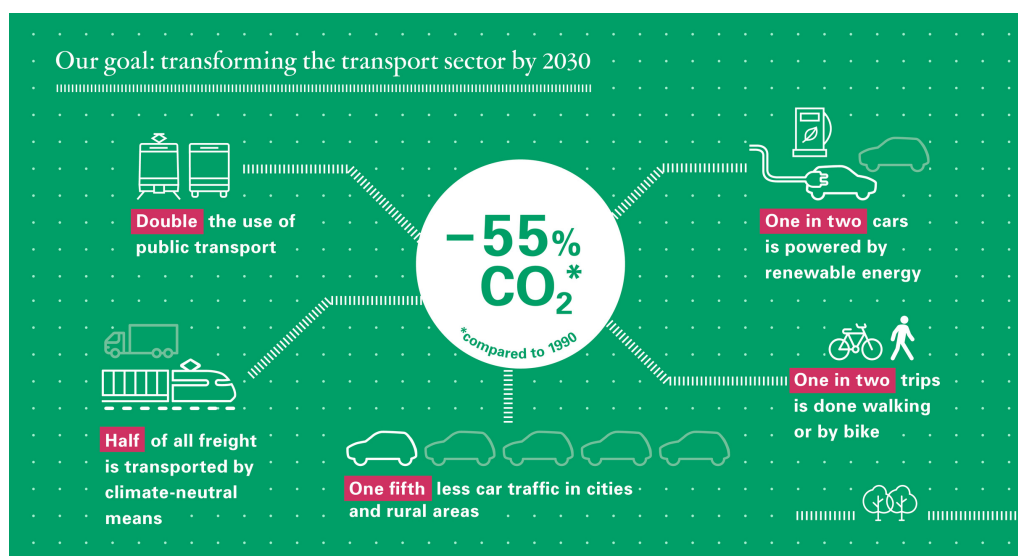 Our goal: transforming the transport sector by 2030
Double the use of
public transport
–55%
CO₂*
*compared to 1990
One in two cars
is powered by
renewable energy
Half of all freight
is transported by
climate-neutral
means
One fifth less car traffic in cities
and rural areas
One in two trips
is done walking
or by bike